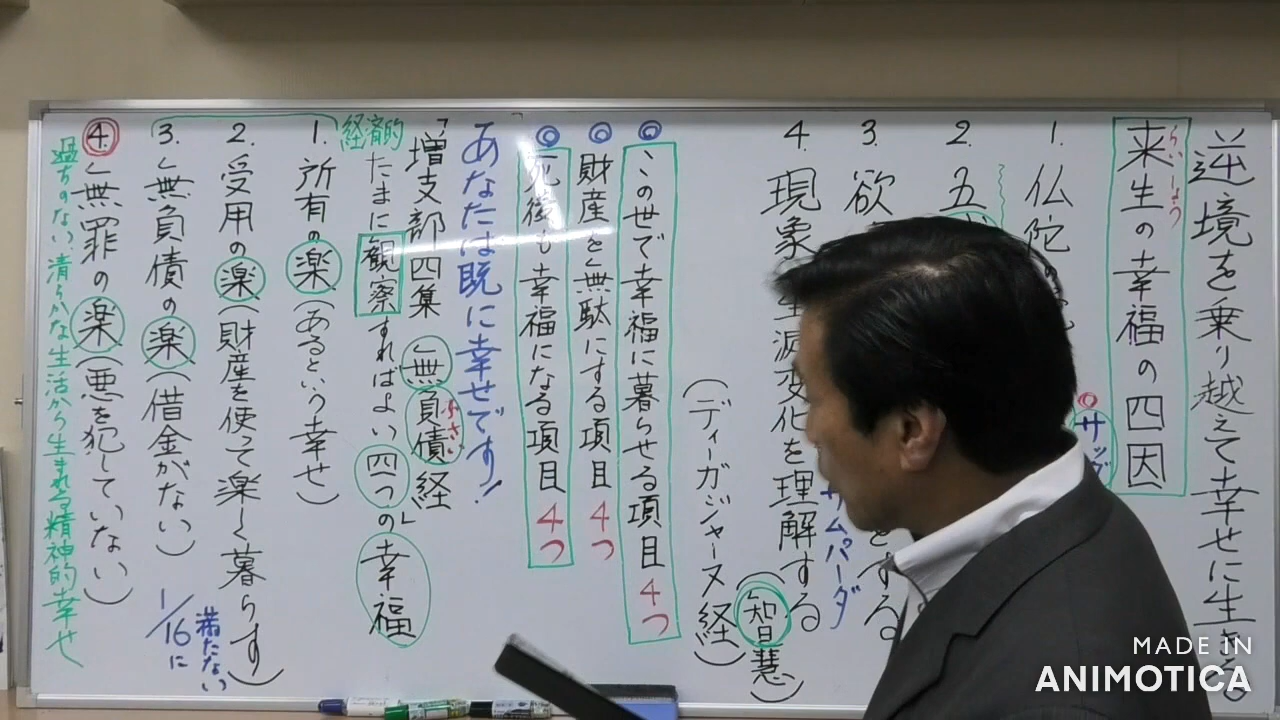 逆境を乗り越えて幸せに生きる。
来生の幸福の四因
らいしょう
1. 仏陀の
2. 五
3. 欲 とする
◎サッダ サムパーダ
4. 現象 生滅変化を理解する
(智慧)
(ディーガジャーヌ経)
◎この世で幸福に暮らせる項目 4つ
◎財産を無駄にする項目 4つ
◎死後も幸福になる項目 4つ
あなたは既に幸せです!
「増支部四集 無負債経」
ふさい
たまに観察すればよい四つの幸福
経済的
1. 所有の楽(あるという幸せ)
2. 受用の楽(財産を使って楽しく暮らす)
3. 無負債の楽(借金がない)
1/16に
満たない
4. 無罪の楽(悪を犯していない)
過ちのない、清らかな生活から生まれる精神的幸せ
MADE IN
ANIMOTICA